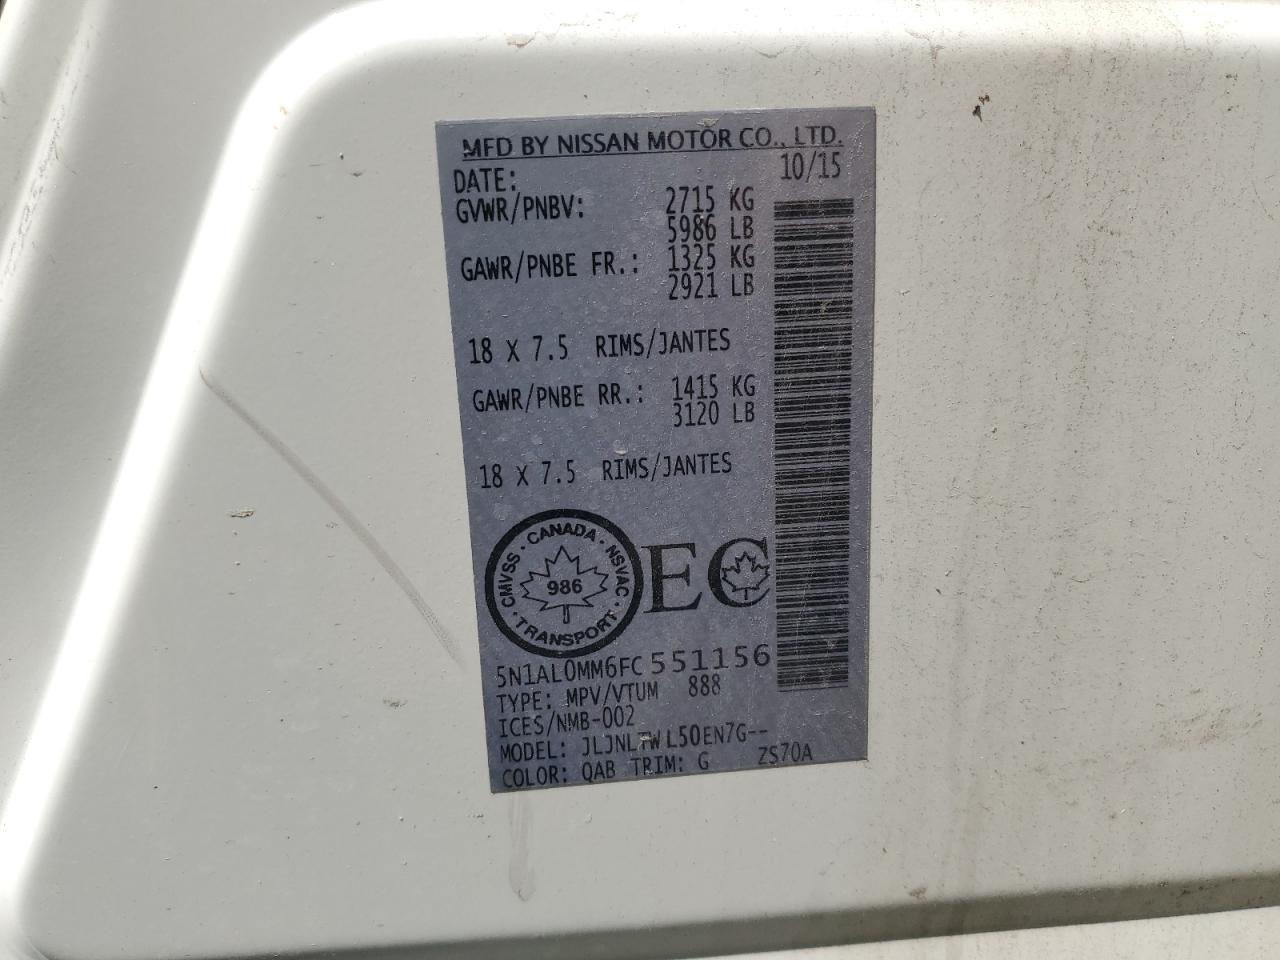 MFD BY NISSAN MOTOR CO., LTD.
DATE: 10/15
GVWR/PNBV: 2715 KG
5986 LB
GAWR/PNBE FR.: 1325 KG
2921 LB
18 X 7.5 RIMS/JANTES
GAWR/PNBE RR.: 1415 KG
3120 LB
18 X 7.5 RIMS/JANTES
CMVSS · CANADA · NSVAC · TRANSPORT ·
986
EC
5N1AL0MM6FC551156
TYPE: MPV/VTUM 888
ICES/NMB-002
MODEL: JLJNLTWL50EN7G--
COLOR: QAB TRIM: G ZS70A